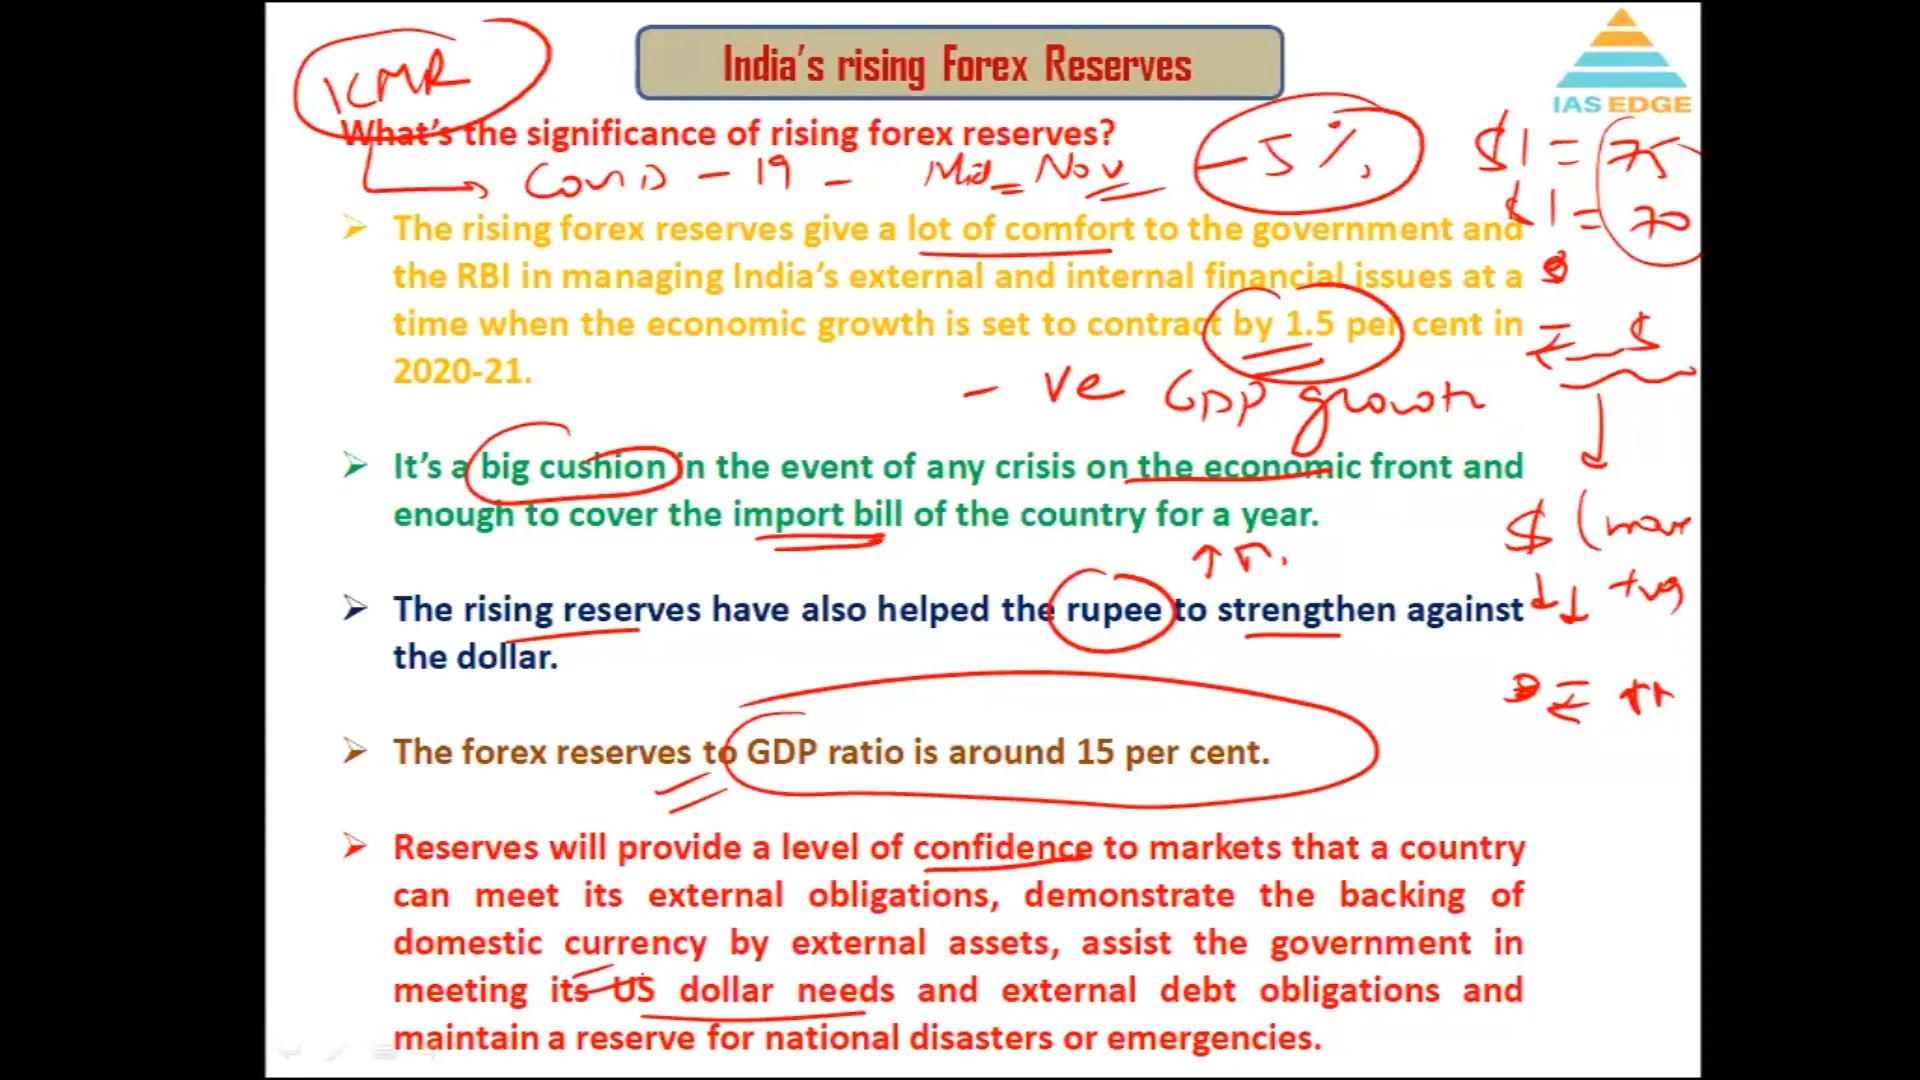 India's rising Forex Reserves
IAS EDGE
ICMR
What's the significance of rising forex reserves?
Covid - 19 - Mid Nov
- 5 %
$1 = 75
$1 = 70
The rising forex reserves give a lot of comfort to the government and
the RBI in managing India's external and internal financial issues at a
time when the economic growth is set to contract by 1.5 per cent in
2020-21.
₹ $
- ve GDP growth
It's a big cushion in the event of any crisis on the economic front and
enough to cover the import bill of the country for a year.
$
↑
The rising reserves have also helped the rupee to strengthen against
the dollar.
↓↓
₹ ↑↑
The forex reserves to GDP ratio is around 15 per cent.
Reserves will provide a level of confidence to markets that a country
can meet its external obligations, demonstrate the backing of
domestic currency by external assets, assist the government in
meeting its US dollar needs and external debt obligations and
maintain a reserve for national disasters or emergencies.